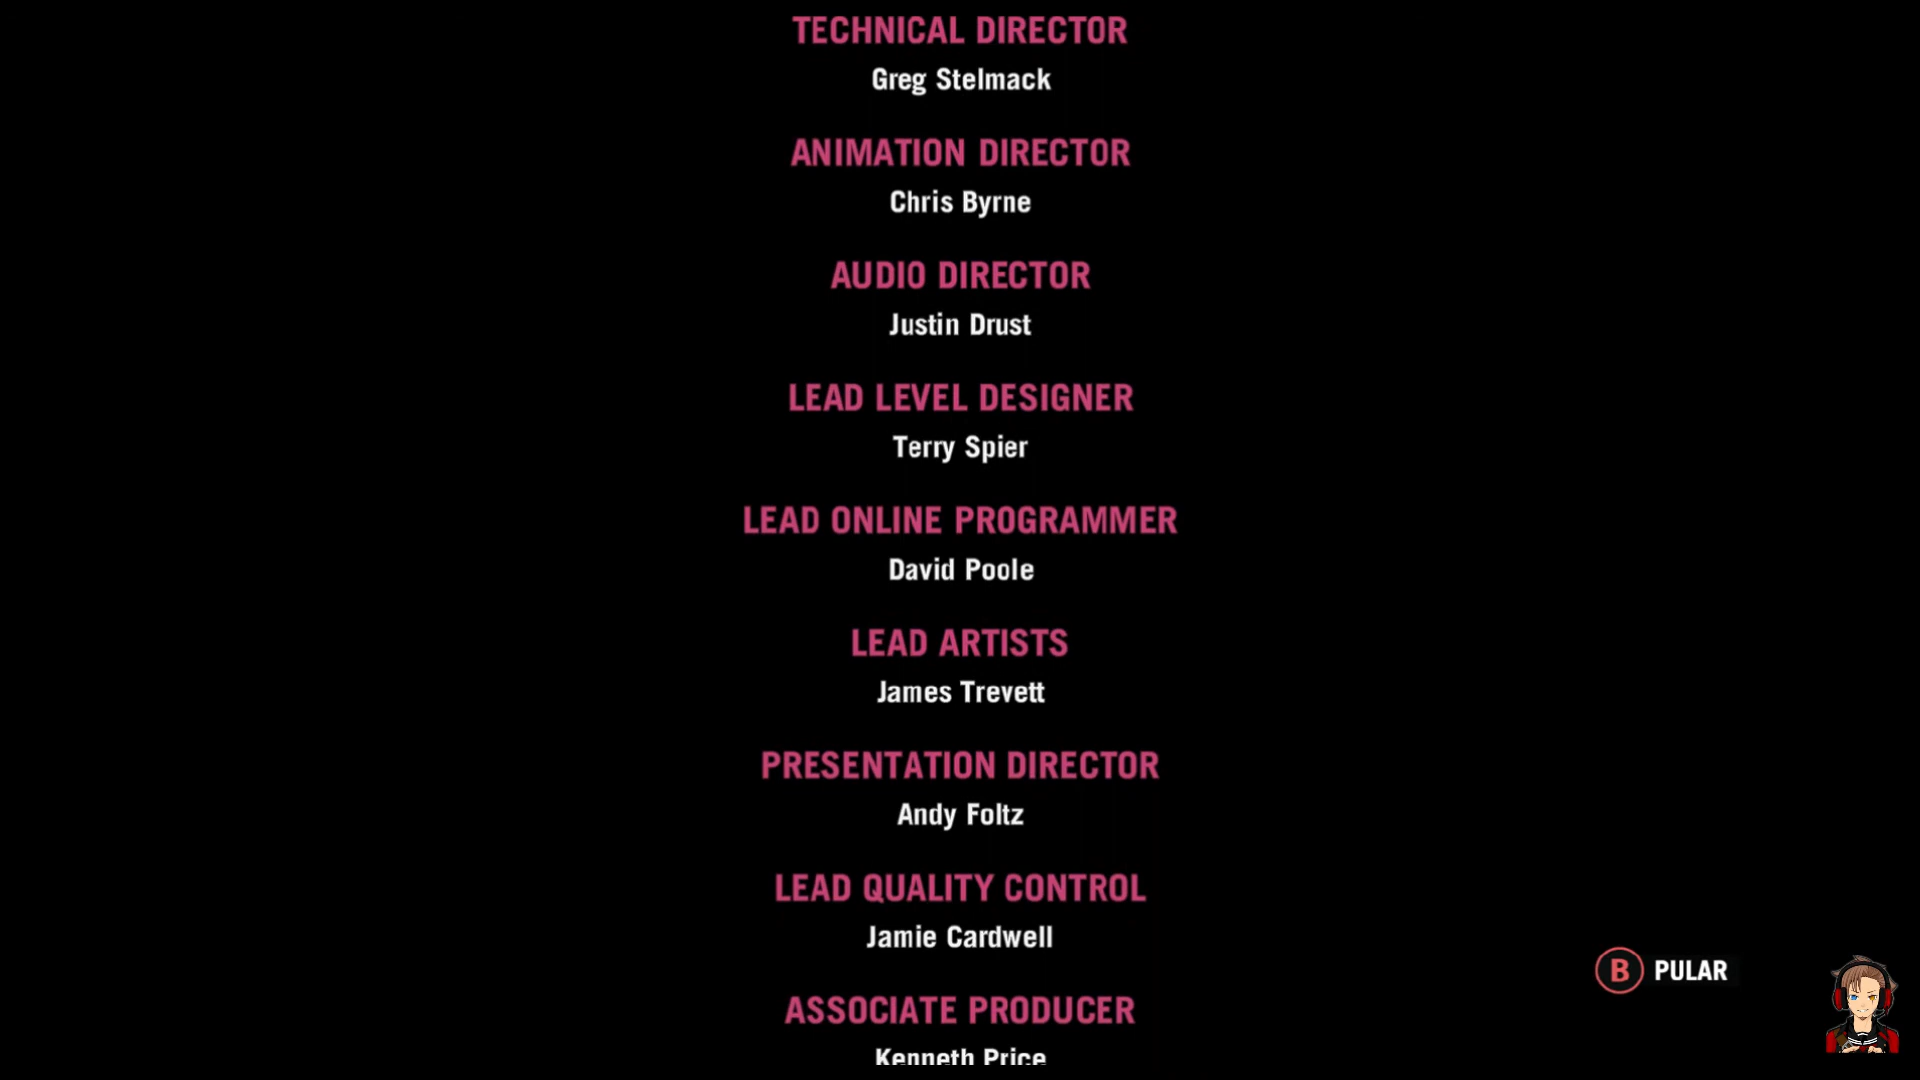 TECHNICAL DIRECTOR
Greg Stelmack
ANIMATION DIRECTOR
Chris Byrne
AUDIO DIRECTOR
Justin Drust
LEAD LEVEL DESIGNER
Terry Spier
LEAD ONLINE PROGRAMMER
David Poole
LEAD ARTISTS
James Trevett
PRESENTATION DIRECTOR
Andy Foltz
LEAD QUALITY CONTROL
Jamie Cardwell
B PULAR
ASSOCIATE PRODUCER
Kenneth Price